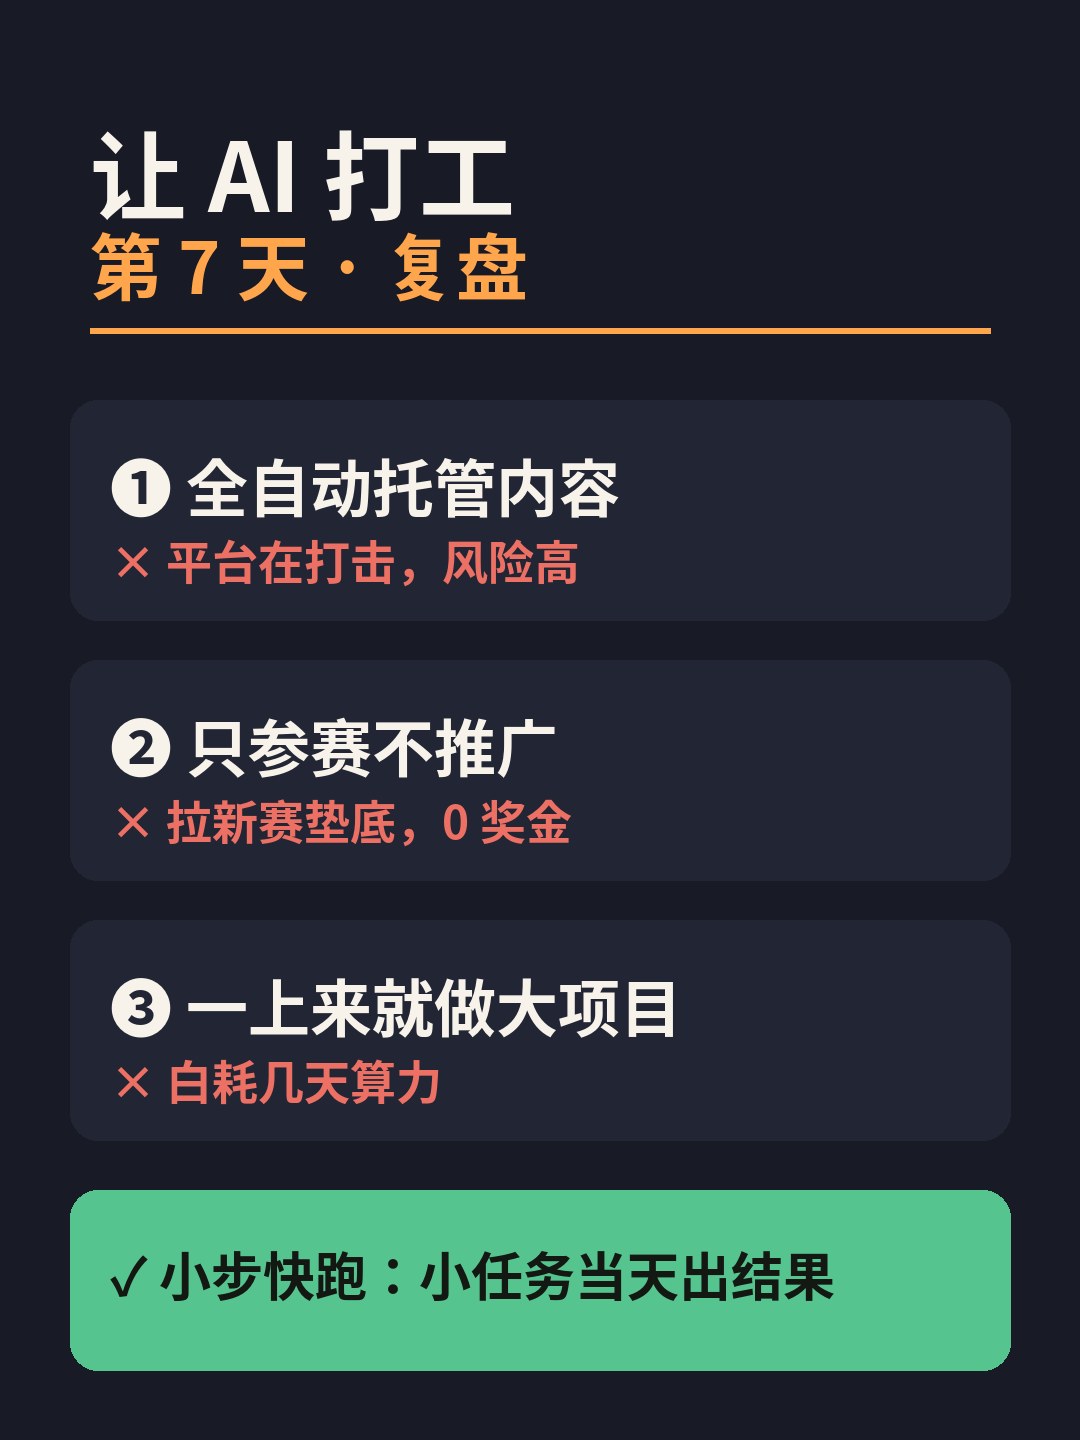 让 AI 打工
第 7 天 · 复盘
❶ 全自动托管内容
× 平台在打击，风险高
❷ 只参赛不推广
× 拉新赛垫底，0 奖金
❸ 一上来就做大项目
× 白耗几天算力
✓ 小步快跑：小任务当天出结果